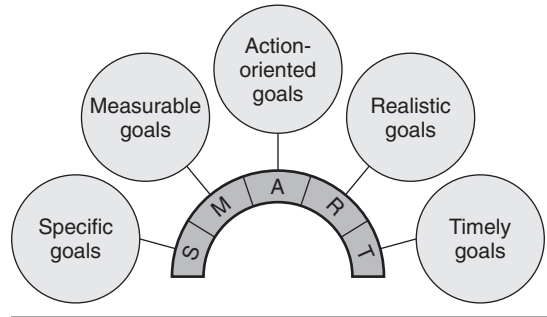 Action-
oriented
goals
Measurable
goals
Realistic
goals
Specific
goals
Timely
goals
S
M
A
R
T